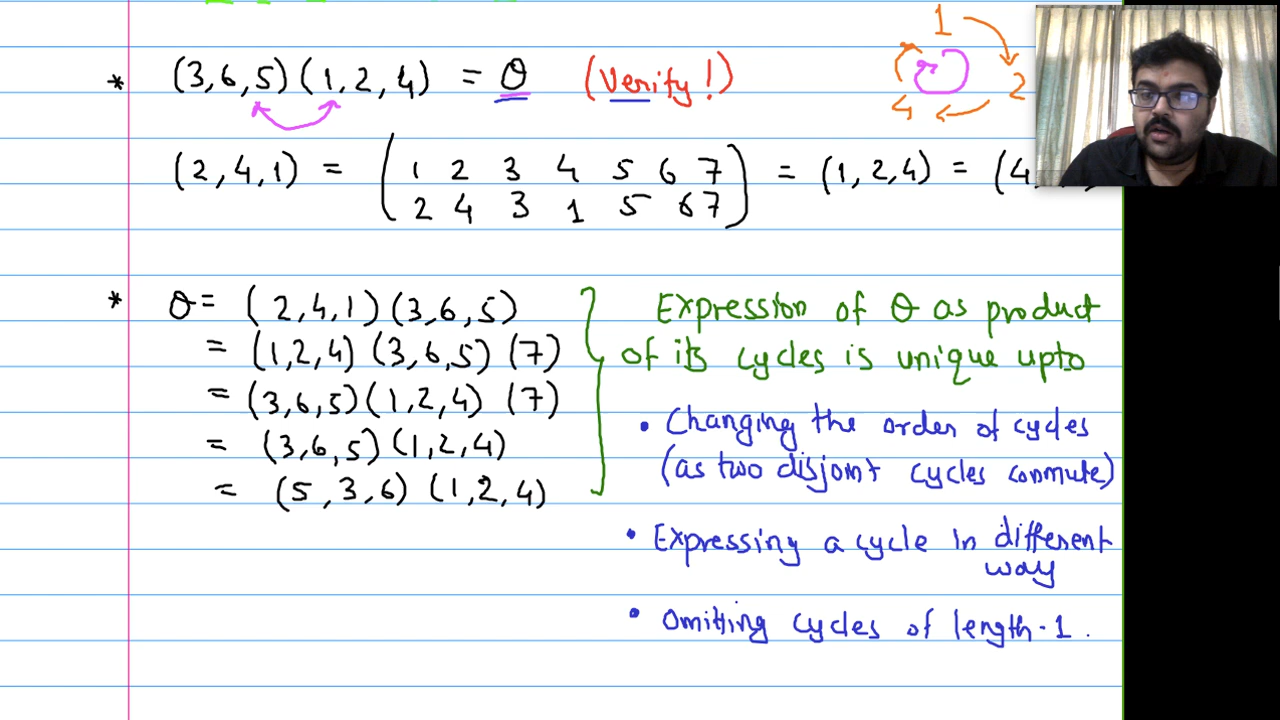 * (3,6,5)(1,2,4) = θ (Verify!)
1
2
4
(2,4,1) = ( 1 2 3 4 5 6 7 = (1,2,4) = (4,
2 4 3 1 5 6 7 )
* θ = (2,4,1)(3,6,5)
= (1,2,4) (3,6,5) (7)
= (3,6,5)(1,2,4) (7)
= (3,6,5)(1,2,4)
= (5,3,6) (1,2,4)
Expression of θ as product
of its cycles is unique upto
• Changing the order of cycles
(as two disjoint cycles commute)
• Expressing a cycle in different
way
• Omitting cycles of length-1.